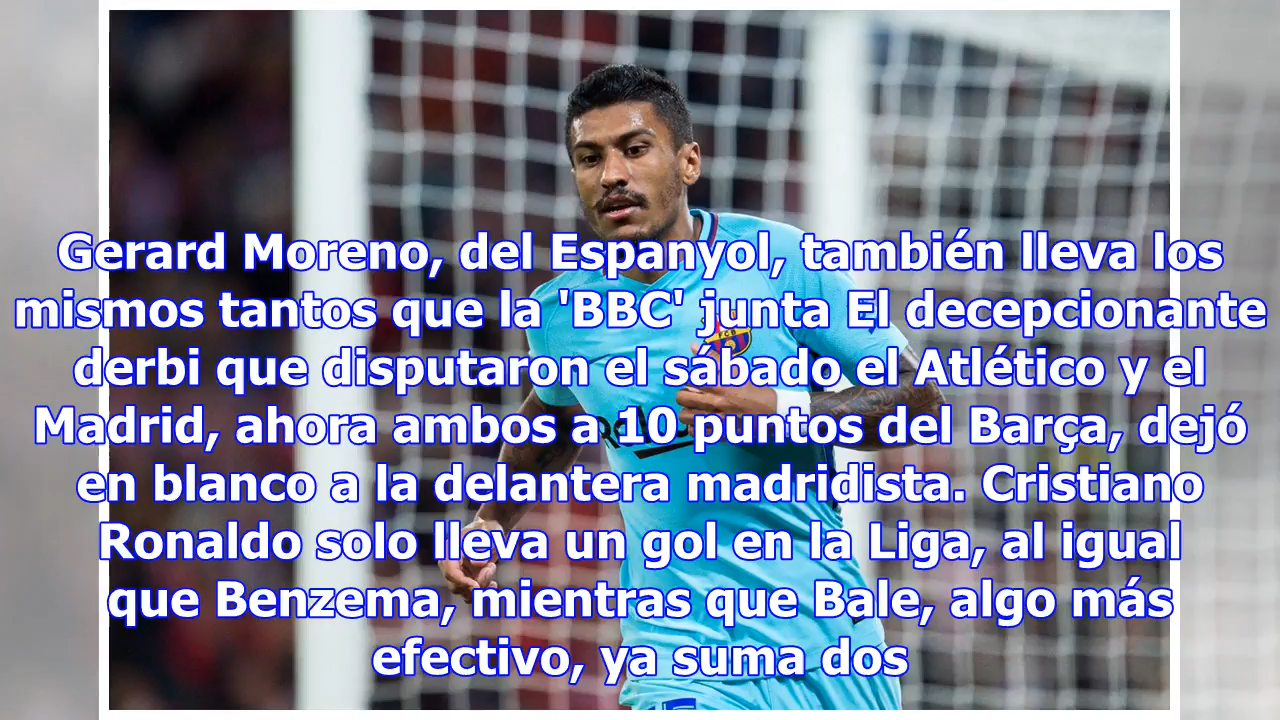 Gerard Moreno, del Espanyol, también lleva los
mismos tantos que la 'BBC' junta El decepcionante
derbi que disputaron el sábado el Atlético y el
Madrid, ahora ambos a 10 puntos del Barça, dejó
en blanco a la delantera madridista. Cristiano
Ronaldo solo lleva un gol en la Liga, al igual
que Benzema, mientras que Bale, algo más
efectivo, ya suma dos
FCB